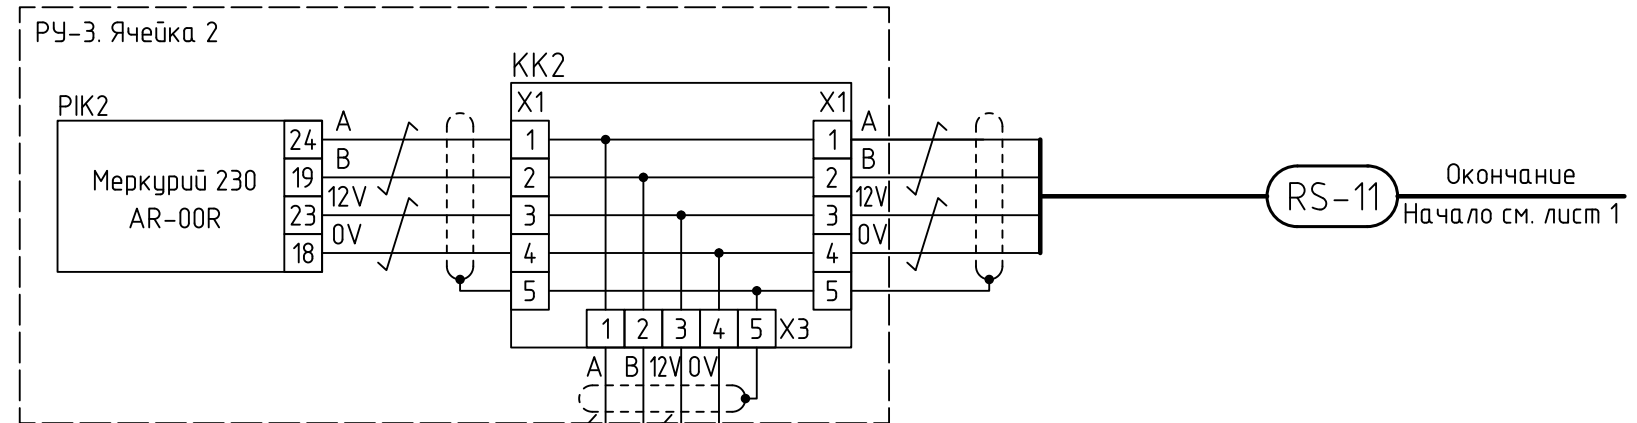 РУ-3. Ячейка 2
PIK2
Меркурий 230
AR-00R
24
19
23
18
A
B
12V
0V
KK2
X1
1
2
3
4
5
X1
1
2
3
4
5
1 2 3 4 5 X3
A B 12V 0V
A
B
12V
0V
RS-11
Окончание
Начало см. лист 1